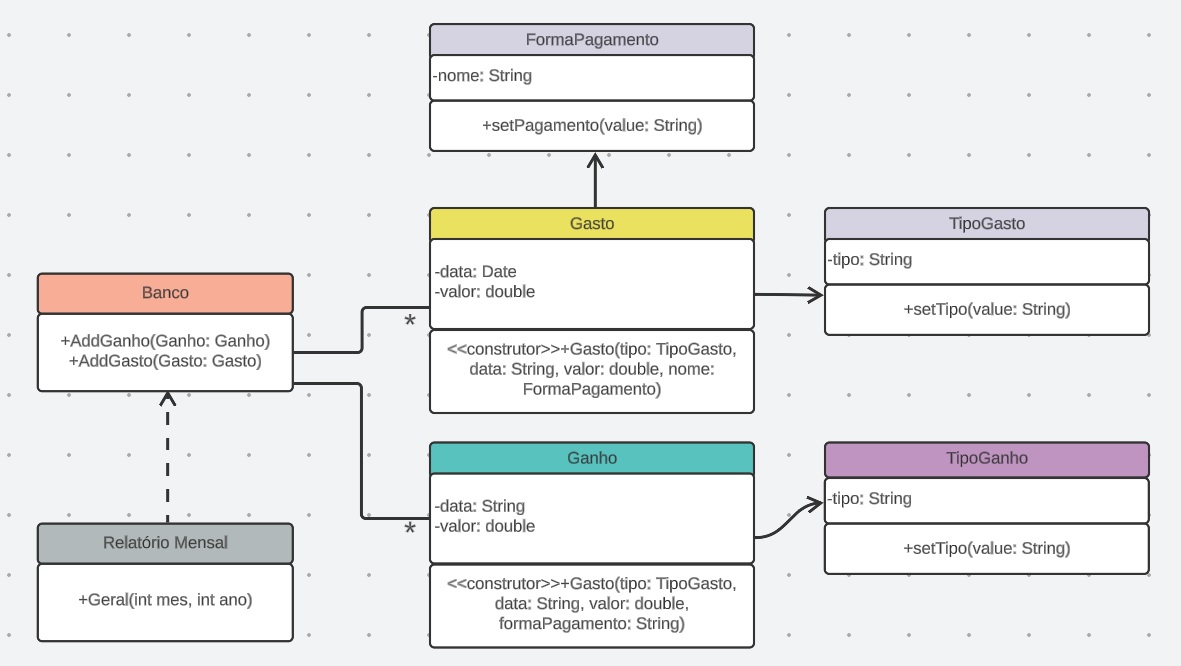 FormaPagamento
-nome: String
+setPagamento(value: String)
Gasto
-data: Date
-valor: double
<<construtor>>+Gasto(tipo: TipoGasto,
data: String, valor: double, nome:
FormaPagamento)
TipoGasto
-tipo: String
+setTipo(value: String)
Banco
+AddGanho(Ganho: Ganho)
+AddGasto(Gasto: Gasto)
*
*
Relatório Mensal
+Geral(int mes, int ano)
Ganho
-data: String
-valor: double
<<construtor>>+Gasto(tipo: TipoGasto,
data: String, valor: double,
formaPagamento: String)
TipoGanho
-tipo: String
+setTipo(value: String)